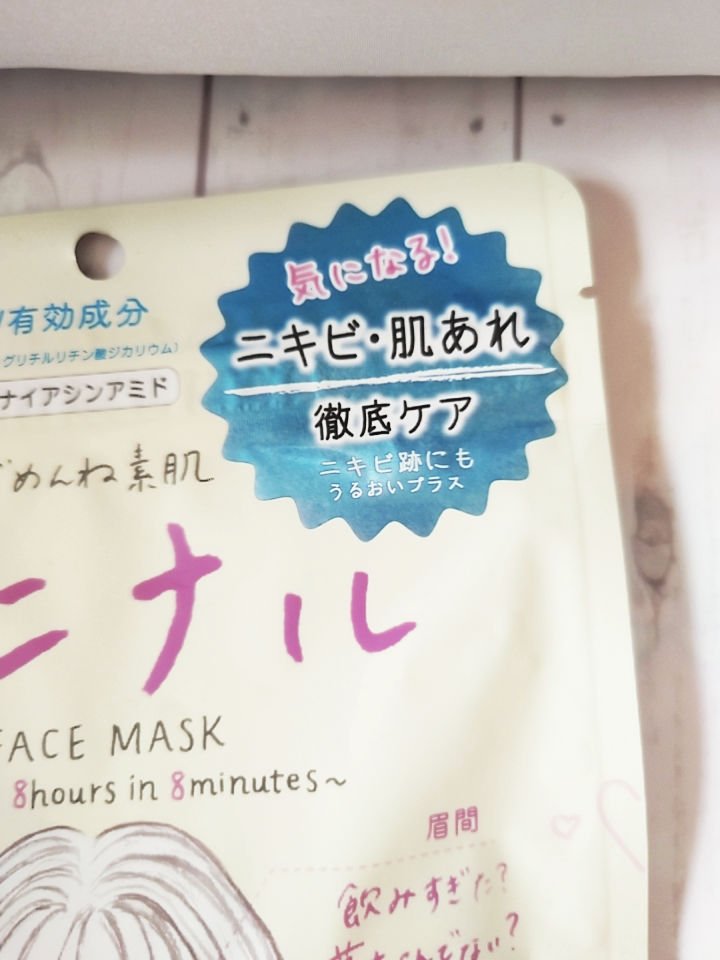 気になる!
ニキビ・肌あれ
徹底ケア
ニキビ跡にも
うるおいプラス
有効成分
グリチルリチン酸ジカリウム)
ナイアシンアミド
ごめんね素肌
ニナル
FACE MASK
8hours in 8minutes~
眉間
飲みすぎた?